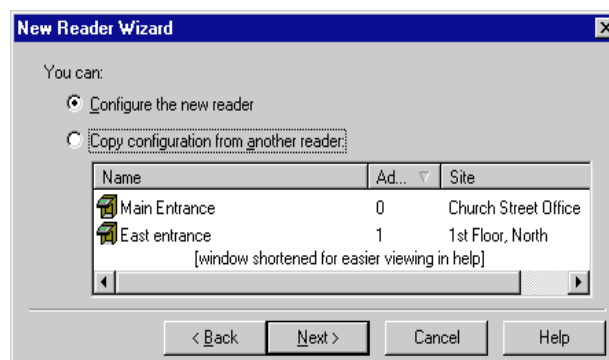 New Reader Wizard
You can:
Configure the new reader
Copy configuration from another reader:
Name Ad... Site
Main Entrance 0 Church Street Office
East entrance 1 1st Floor, North
[window shortened for easier viewing in help]
< Back Next > Cancel Help